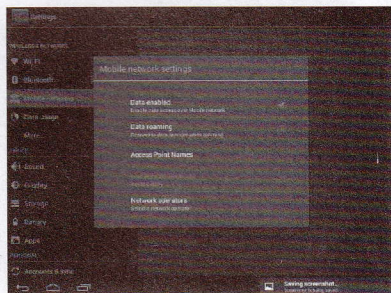 Settings
WIRELESS & NETWORKS
Wi-Fi
Bluetooth
Data usage
More...
Sound
Display
Storage
Battery
Apps
PERSONAL
Accounts & sync
Mobile network settings
Data enabled
Data roaming
Access Point Names
Network operators
Saving screenshot...